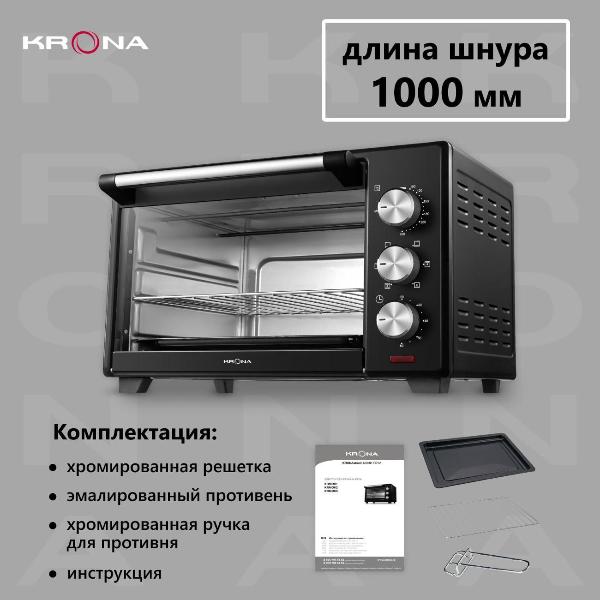 KRONA
длина шнура
1000 мм
KRONA
Комплектация:
• хромированная решетка
• эмалированный противень
• хромированная ручка
для противня
• инструкция
KRONA